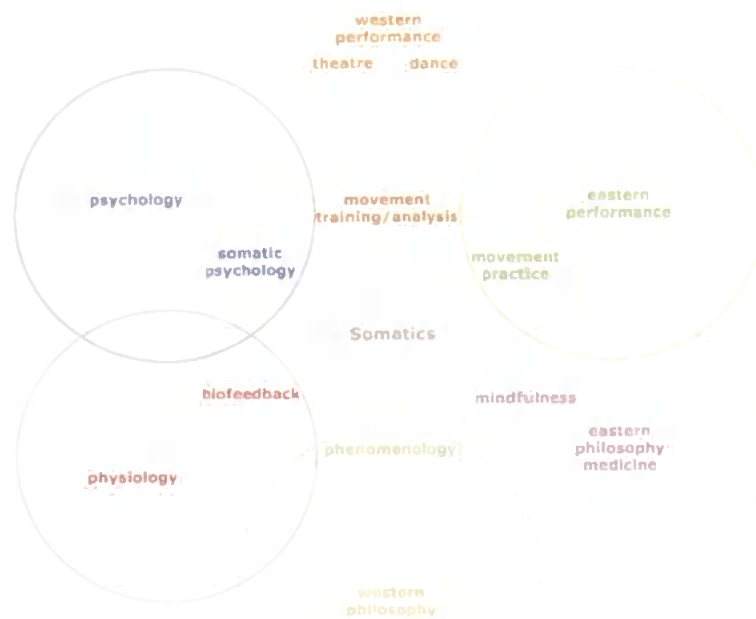 western
performance
theatre dance
psychology
movement
training/analysis
eastern
performance
somatic
psychology
movement
practice
Somatics
biofeedback
mindfulness
phenomenology
eastern
philosophy
medicine
physiology
western
philosophy